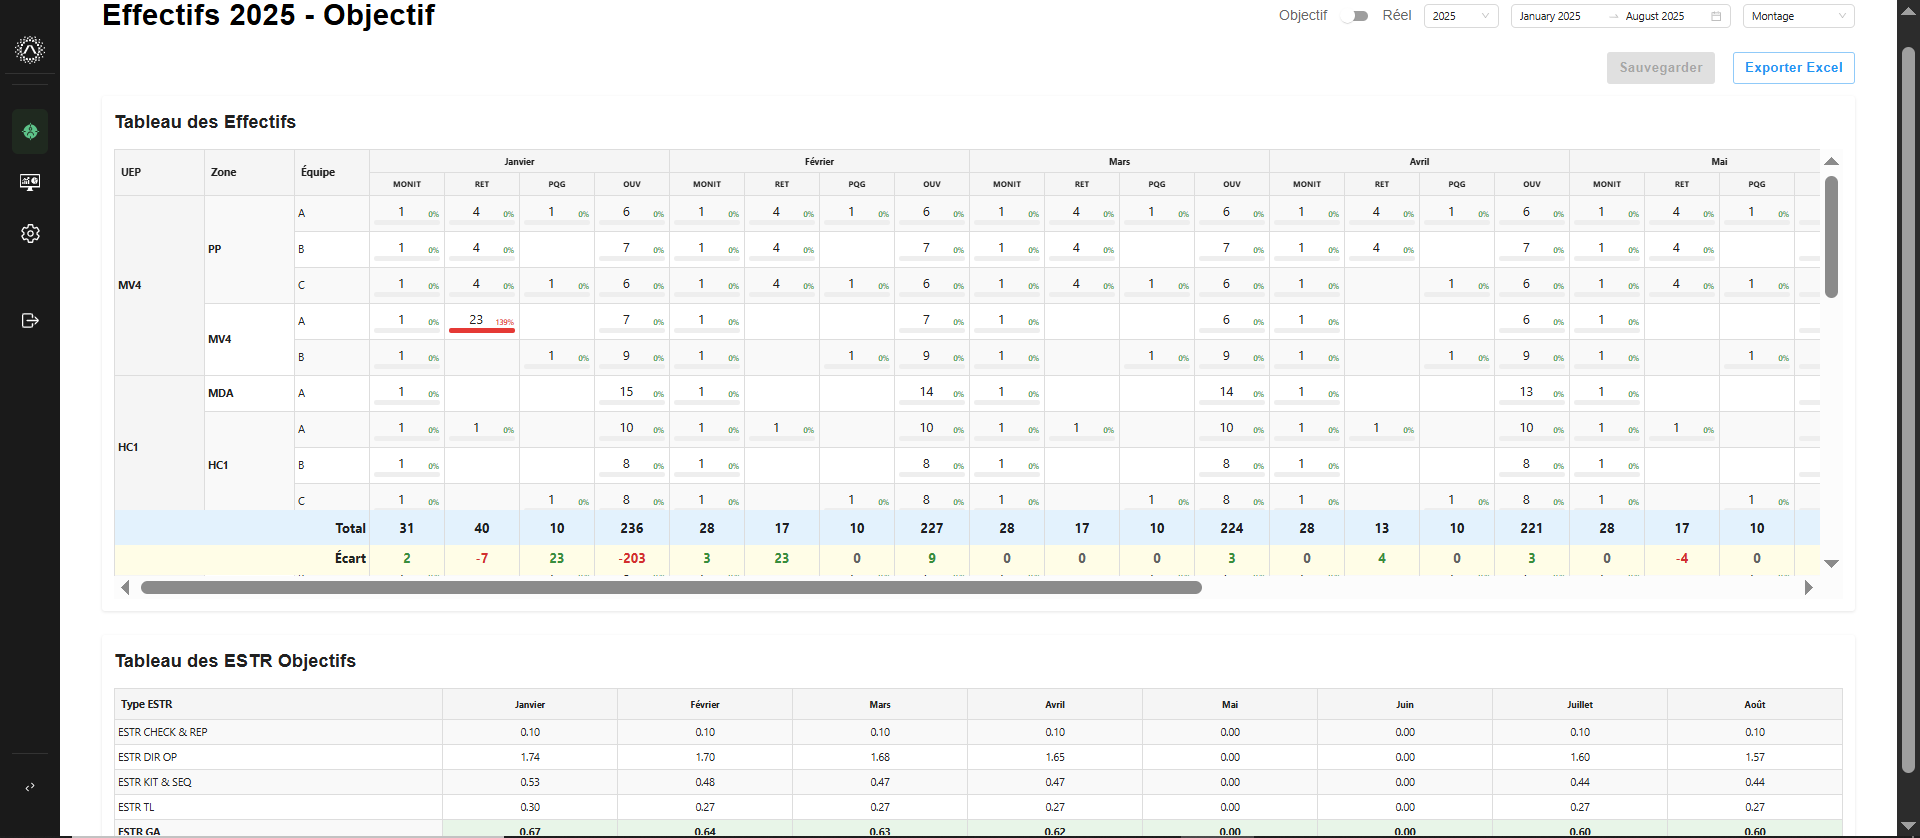 Effectifs 2025 - Objectif
Objectif Réel 2025 January 2025 → August 2025 Montage
Sauvegarder Exporter Excel
Tableau des Effectifs
UEP Zone Équipe Janvier Février Mars Avril Mai
MONIT RET PQG OUV MONIT RET PQG OUV MONIT RET PQG OUV MONIT RET PQG OUV MONIT RET PQG
MV4 PP A 1 0% 4 0% 1 0% 6 0% 1 0% 4 0% 1 0% 6 0% 1 0% 4 0% 1 0% 6 0% 1 0% 4 0% 1 0% 6 0% 1 0% 4 0% 1 0%
B 1 0% 4 0% 7 0% 1 0% 4 0% 7 0% 1 0% 4 0% 7 0% 1 0% 4 0% 7 0% 1 0% 4 0%
C 1 0% 4 0% 1 0% 6 0% 1 0% 4 0% 1 0% 6 0% 1 0% 4 0% 1 0% 6 0% 1 0% 1 0% 6 0% 1 0% 4 0% 1 0%
MV4 A 1 0% 23 139% 7 0% 1 0% 7 0% 1 0% 6 0% 1 0% 6 0% 1 0%
B 1 0% 1 0% 9 0% 1 0% 1 0% 9 0% 1 0% 1 0% 9 0% 1 0% 1 0% 9 0% 1 0% 1 0%
HC1 MDA A 1 0% 15 0% 1 0% 14 0% 1 0% 14 0% 1 0% 13 0% 1 0%
HC1 A 1 0% 1 0% 10 0% 1 0% 1 0% 10 0% 1 0% 1 0% 10 0% 1 0% 1 0% 10 0% 1 0% 1 0%
B 1 0% 8 0% 1 0% 8 0% 1 0% 8 0% 1 0% 8 0% 1 0%
C 1 0% 1 0% 8 0% 1 0% 1 0% 8 0% 1 0% 1 0% 8 0% 1 0% 1 0% 8 0% 1 0% 1 0%
Total 31 40 10 236 28 17 10 227 28 17 10 224 28 13 10 221 28 17 10
Écart 2 -7 23 -203 3 23 0 9 0 0 0 3 0 4 0 3 0 -4 0
Tableau des ESTR Objectifs
Type ESTR Janvier Février Mars Avril Mai Juin Juillet Août
ESTR CHECK & REP 0.10 0.10 0.10 0.10 0.00 0.00 0.10 0.10
ESTR DIR OP 1.74 1.70 1.68 1.65 0.00 0.00 1.60 1.57
ESTR KIT & SEQ 0.53 0.48 0.47 0.47 0.00 0.00 0.44 0.44
ESTR TL 0.30 0.27 0.27 0.27 0.00 0.00 0.27 0.27
ESTR GA 0.67 0.64 0.63 0.62 0.00 0.00 0.60 0.60